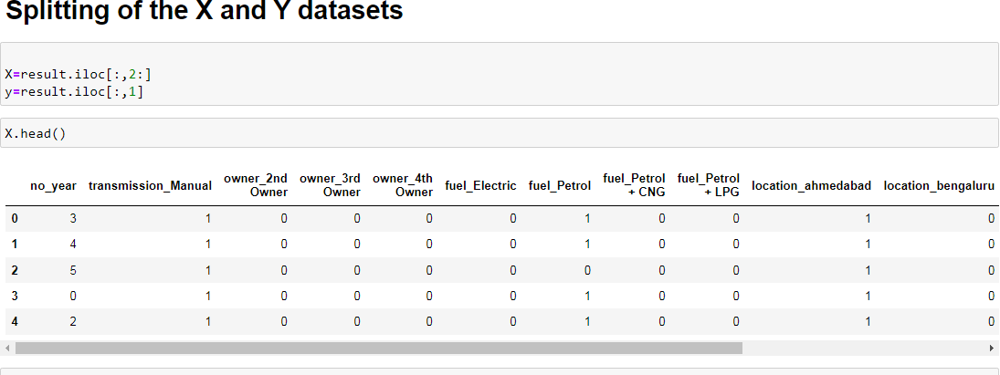 Splitting of the X and Y datasets
X=result.iloc[:,2:]
y=result.iloc[:,1]
X.head()
no_year transmission_Manual owner_2nd Owner owner_3rd Owner owner_4th Owner fuel_Electric fuel_Petrol fuel_Petrol + CNG fuel_Petrol + LPG location_ahmedabad location_bengaluru
0 3 1 0 0 0 0 1 0 0 1 0
1 4 1 0 0 0 0 1 0 0 1 0
2 5 1 0 0 0 0 0 0 0 1 0
3 0 1 0 0 0 0 1 0 0 1 0
4 2 1 0 0 0 0 1 0 0 1 0